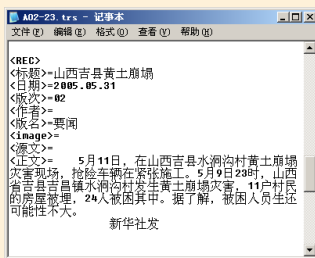 A02-23.trs - 记事本
文件(F) 编辑(E) 格式(O) 查看(V) 帮助(H)
<REC>
<标题>=山西吉县黄土崩塌
<日期>=2005.05.31
<版次>=02
<作者>=
<版名>=要闻
<image>=
<源文>=
<正文>= 5月11日，在山西吉县水洞沟村黄土崩塌
灾害现场，抢险车辆在紧张施工。5月9日23时，山西
省吉县吉昌镇水洞沟村发生黄土崩塌灾害，11户村民
的房屋被埋，24人被困其中。据了解，被困人员生还
可能性不大。
新华社发